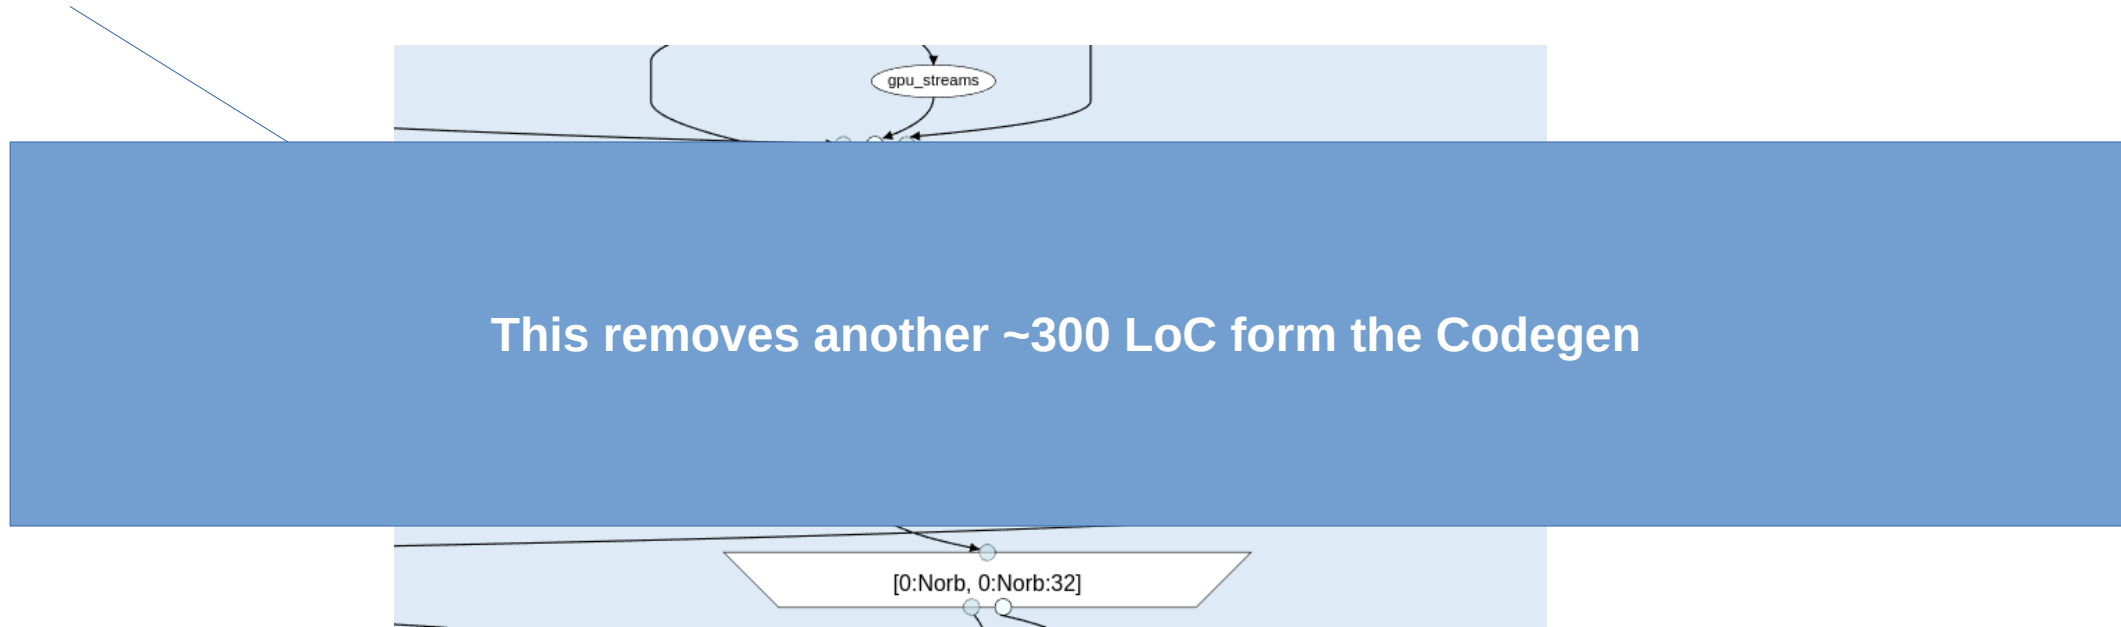 gpu_streams
This removes another ~300 LoC form the Codegen
[0:Norb, 0:Norb:32]